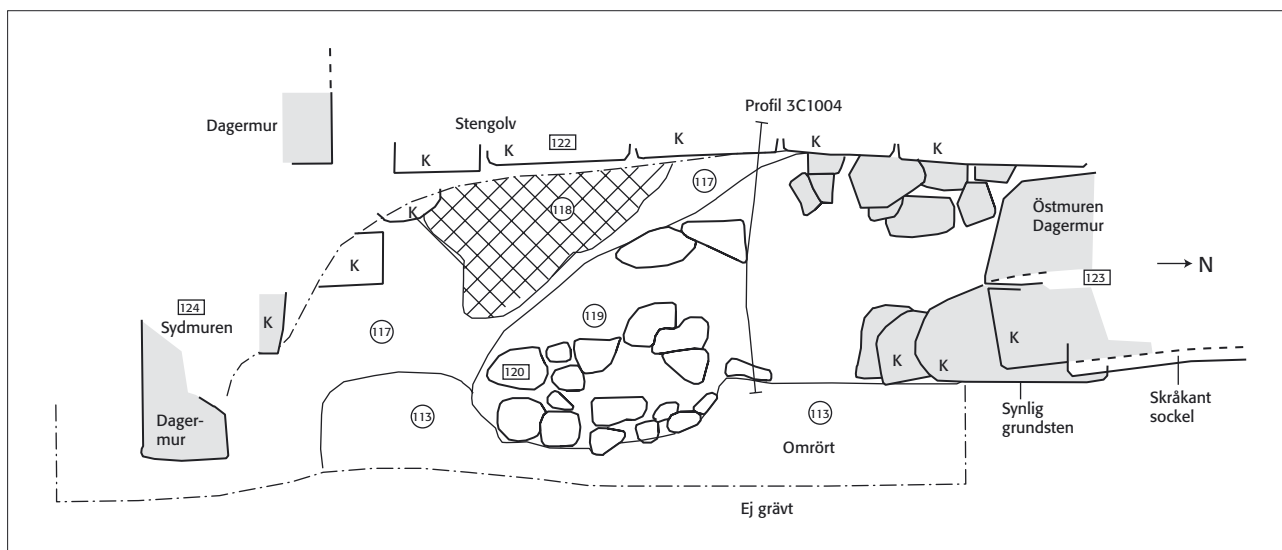 Profil 3C1004
Dagermur
Stengolv
122
K
K
K
K
K
K
117
118
K
Östmuren
Dagermur
N
123
124
Sydmuren
K
117
119
120
K
K
K
Dager-
mur
113
113
Omrört
Synlig
grundsten
Skråkant
sockel
Ej grävt